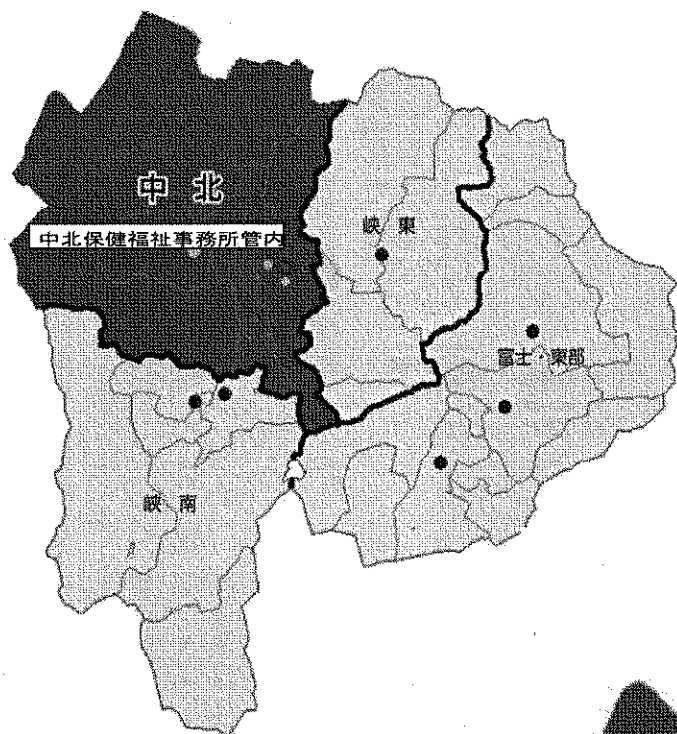 中北
中北保健福祉事務所管内
峡東
富士・東部
峡南